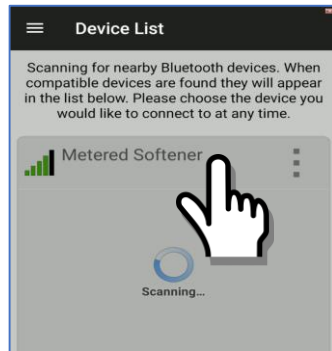 Device List
Scanning for nearby Bluetooth devices. When
compatible devices are found they will appear
in the list below. Please choose the device you
would like to connect to at any time.
Metered Softener
Scanning...